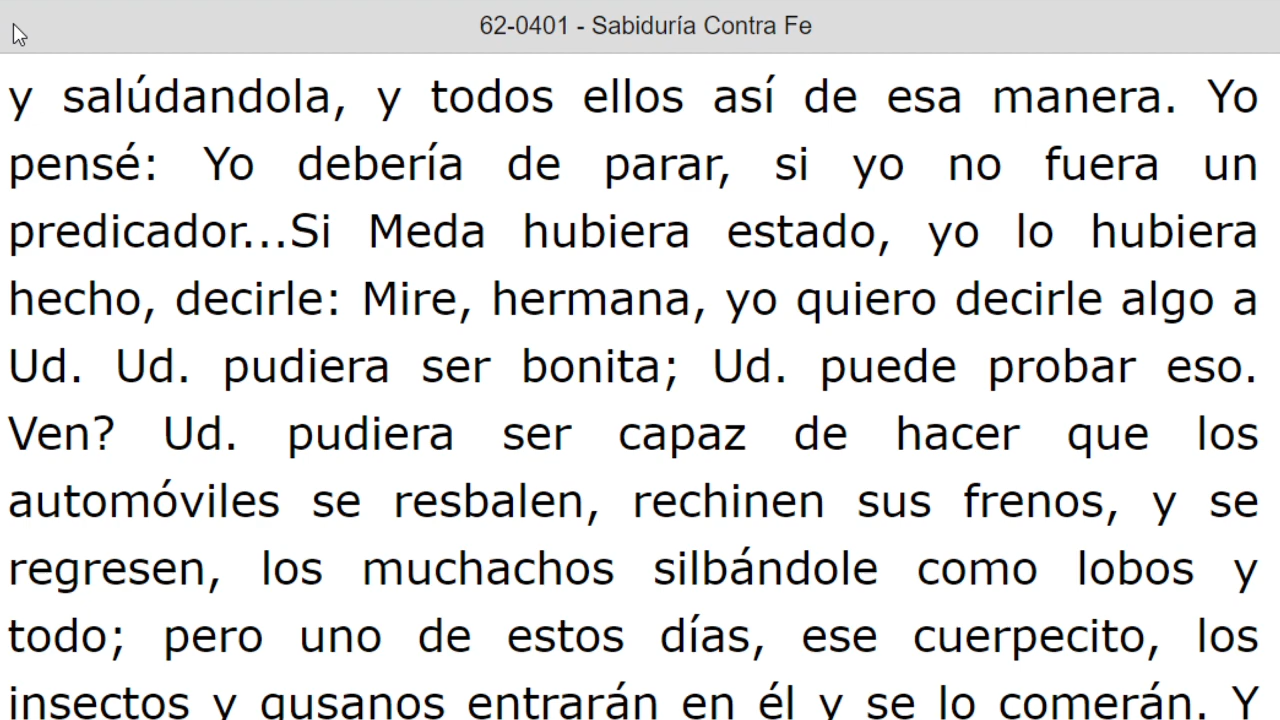 62-0401 - Sabiduría Contra Fe
y salúdandola, y todos ellos así de esa manera. Yo
pensé: Yo debería de parar, si yo no fuera un
predicador...Si Meda hubiera estado, yo lo hubiera
hecho, decirle: Mire, hermana, yo quiero decirle algo a
Ud. Ud. pudiera ser bonita; Ud. puede probar eso.
Ven? Ud. pudiera ser capaz de hacer que los
automóviles se resbalen, rechinen sus frenos, y se
regresen, los muchachos silbándole como lobos y
todo; pero uno de estos días, ese cuerpecito, los
insectos y gusanos entrarán en él y se lo comerán. Y